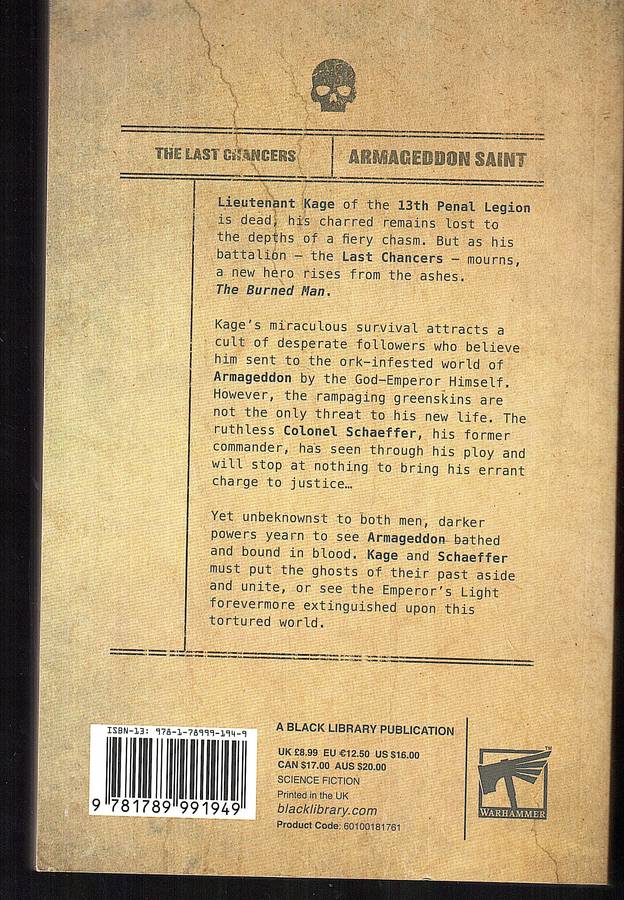 THE LAST CHANCERS
ARMAGEDDON SAINT
Lieutenant Kage of the 13th Penal Legion
is dead, his charred remains lost to
the depths of a fiery chasm. But as his
battalion – the Last Chancers – mourns,
a new hero rises from the ashes.
The Burned Man.
Kage's miraculous survival attracts a
cult of desperate followers who believe
him sent to the ork-infested world of
Armageddon by the God-Emperor Himself.
However, the rampaging greenskins are
not the only threat to his new life. The
ruthless Colonel Schaeffer, his former
commander, has seen through his ploy and
will stop at nothing to bring his errant
charge to justice…
Yet unbeknownst to both men, darker
powers yearn to see Armageddon bathed
and bound in blood. Kage and Schaeffer
must put the ghosts of their past aside
and unite, or see the Emperor's Light
forevermore extinguished upon this
tortured world.
ISBN-13: 978-1-78999-194-9
9 781789 991949
A BLACK LIBRARY PUBLICATION
UK £8.99 EU €12.50 US $16.00
CAN $17.00 AUS $20.00
SCIENCE FICTION
Printed in the UK
blacklibrary.com
Product Code: 60100181761
TM
WARHAMMER